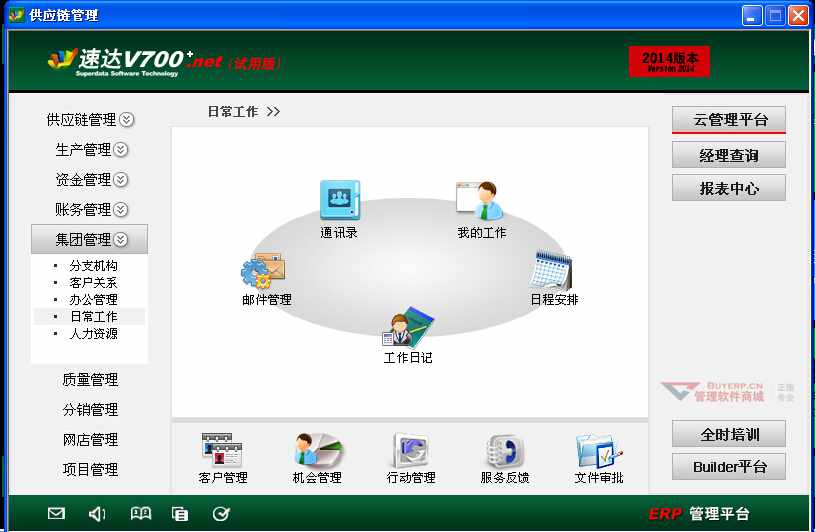 供应链管理
速达V700+.net（试用版）
Superdata Software Technology
2014版本
Version 2014
供应链管理
生产管理
资金管理
账务管理
集团管理
分支机构
客户关系
办公管理
日常工作
人力资源
质量管理
分销管理
网店管理
项目管理
日常工作 >>
通讯录
我的工作
邮件管理
日程安排
工作日记
客户管理
机会管理
行动管理
服务反馈
文件审批
云管理平台
经理查询
报表中心
BUYERP.CN
管理软件商城
正版
专业
全时培训
Builder平台
ERP 管理平台